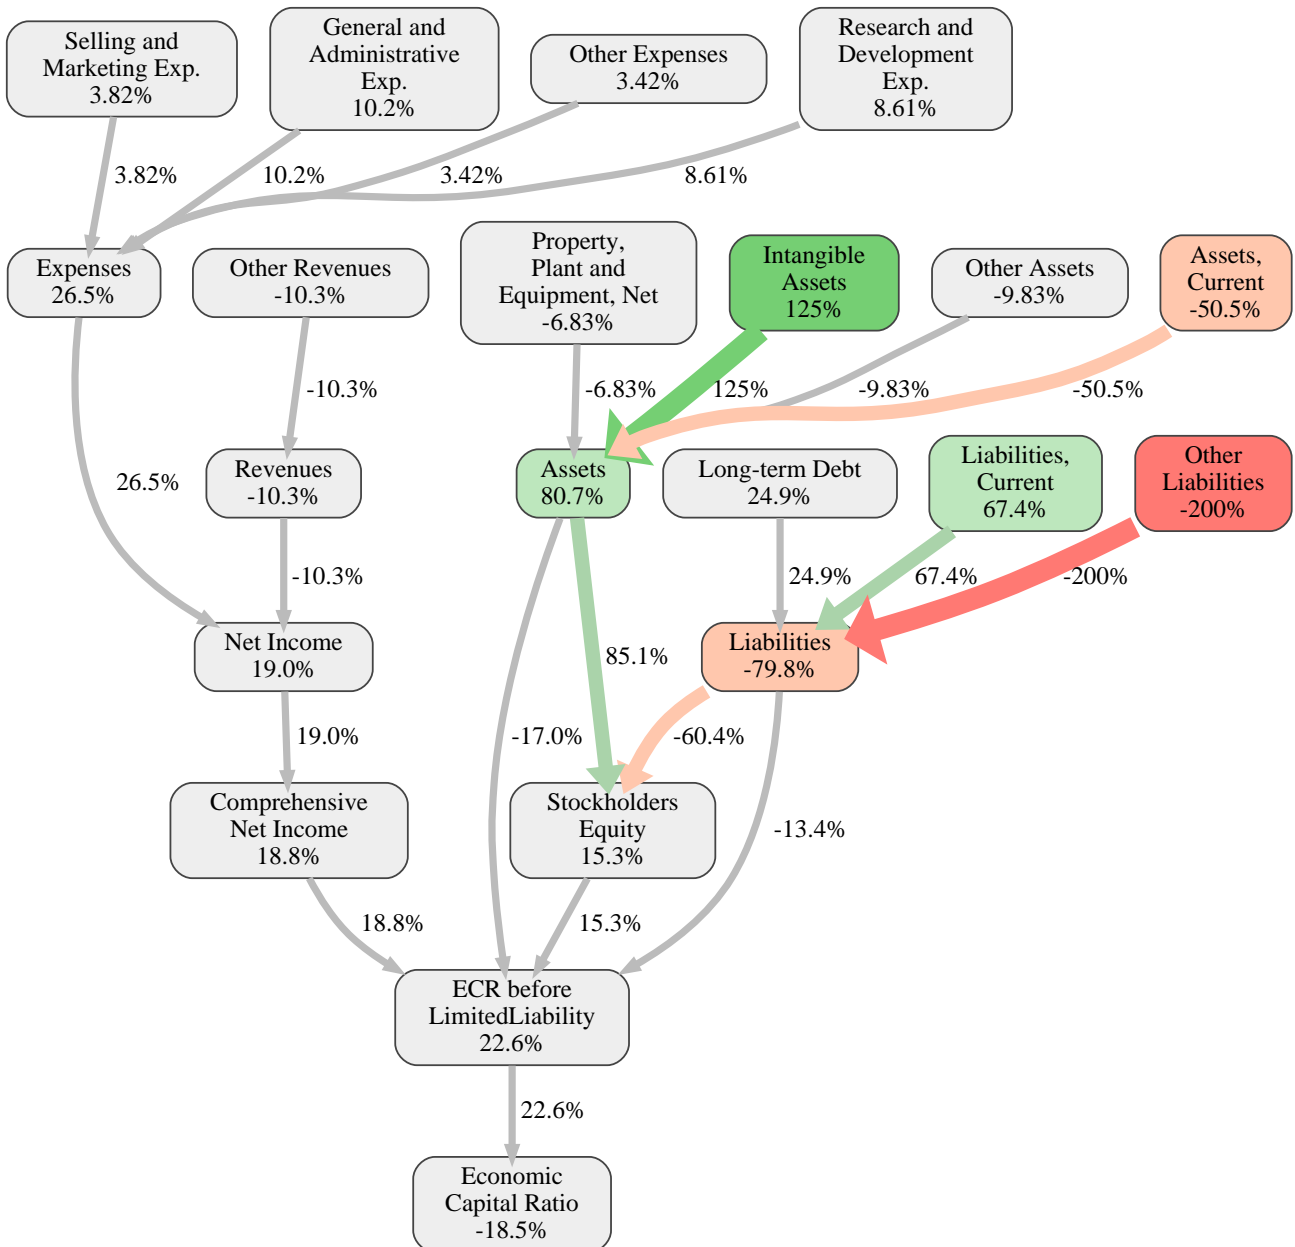 Selling and
Marketing Exp.
3.82%
General and
Administrative
Exp.
10.2%
Other Expenses
3.42%
Research and
Development
Exp.
8.61%
3.82%
10.2%
3.42%
8.61%
Expenses
26.5%
Other Revenues
-10.3%
Property,
Plant and
Equipment, Net
-6.83%
Intangible
Assets
125%
Other Assets
-9.83%
Assets,
Current
-50.5%
-10.3%
-6.83%
125%
-9.83%
-50.5%
26.5%
Revenues
-10.3%
Assets
80.7%
Long-term Debt
24.9%
Liabilities,
Current
67.4%
Other
Liabilities
-200%
-10.3%
24.9%
67.4%
-200%
Net Income
19.0%
85.1%
Liabilities
-79.8%
19.0%
-17.0%
-60.4%
Comprehensive
Net Income
18.8%
Stockholders
Equity
15.3%
-13.4%
18.8%
15.3%
ECR before
LimitedLiability
22.6%
22.6%
Economic
Capital Ratio
-18.5%